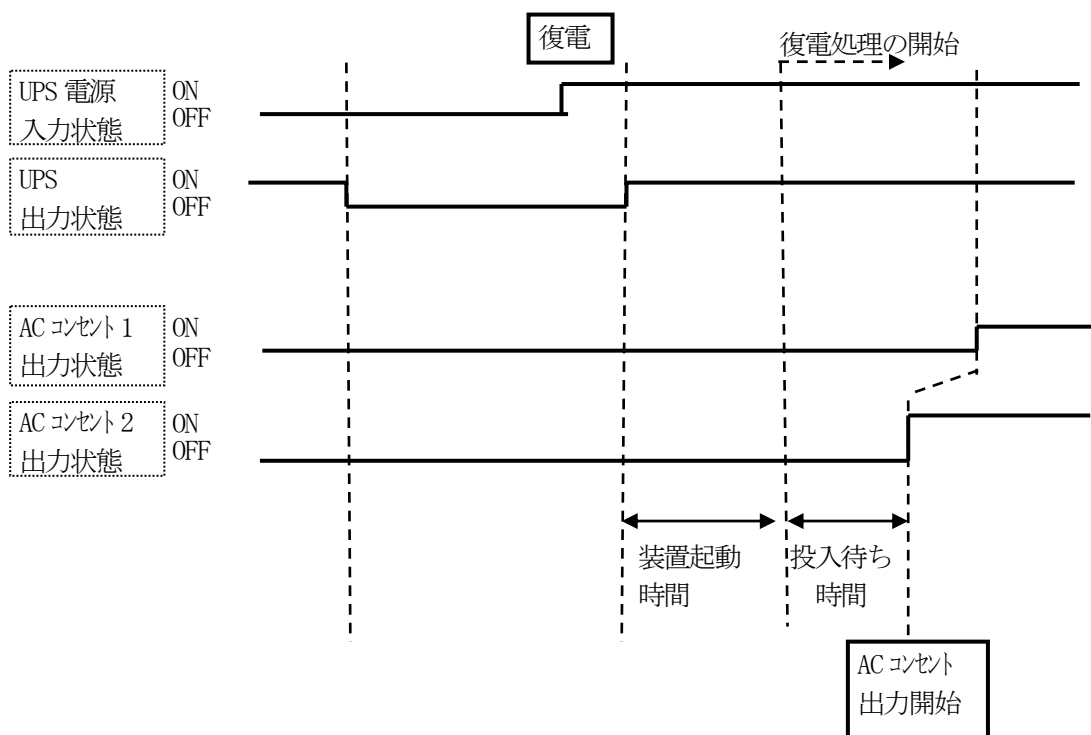 復電
復電処理の開始
UPS 電源
入力状態
ON
OFF
UPS
出力状態
ON
OFF
AC コンセント 1
出力状態
ON
OFF
AC コンセント 2
出力状態
ON
OFF
装置起動
時間
投入待ち
時間
AC コンセント
出力開始